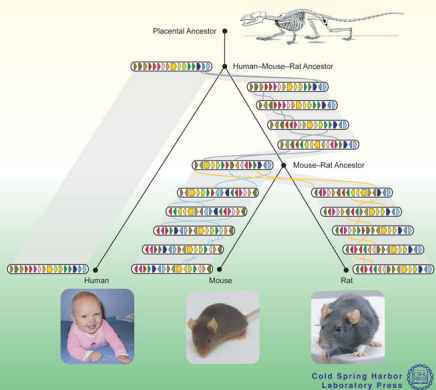 Placental Ancestor
Human–Mouse–Rat Ancestor
Mouse–Rat Ancestor
Human
Mouse
Rat
Cold Spring Harbor
Laboratory Press